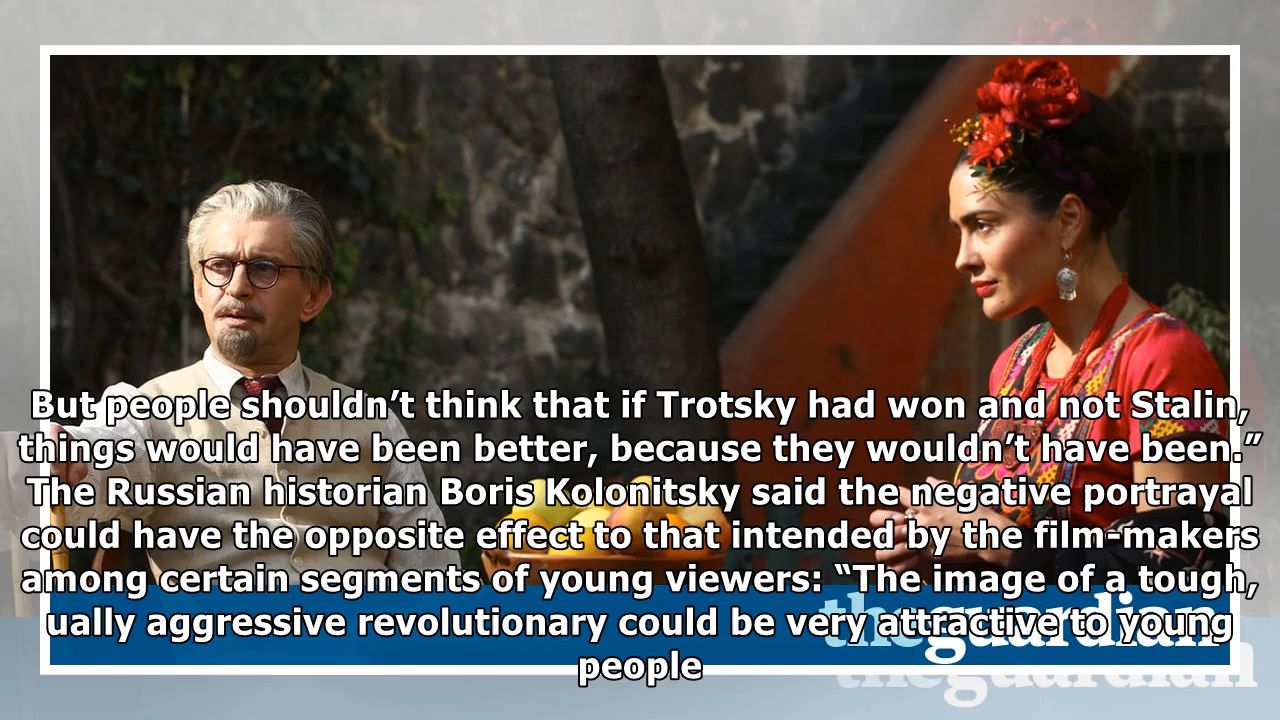 But people shouldn’t think that if Trotsky had won and not Stalin,
things would have been better, because they wouldn’t have been.”
The Russian historian Boris Kolonitsky said the negative portrayal
could have the opposite effect to that intended by the film-makers
among certain segments of young viewers: “The image of a tough,
ually aggressive revolutionary could be very attractive to young
people
theguardian
theguardian